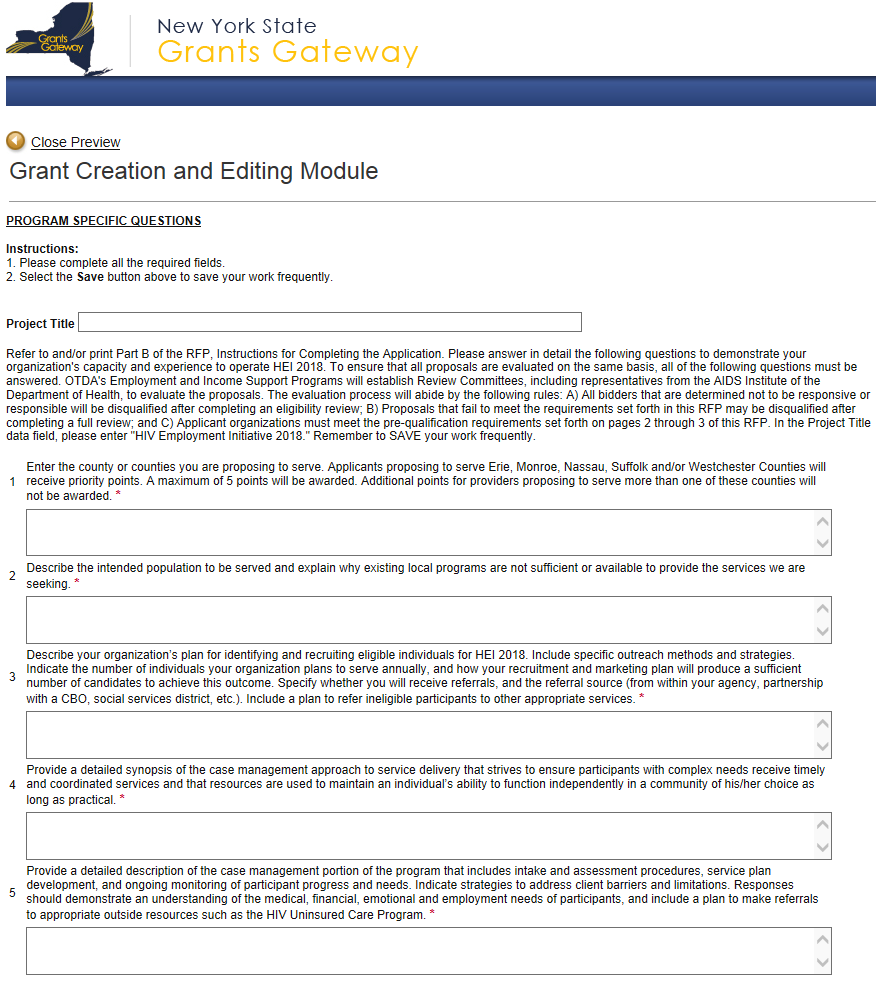 Grants
Gateway
New York State
Grants Gateway
Close Preview
Grant Creation and Editing Module
PROGRAM SPECIFIC QUESTIONS
Instructions:
1. Please complete all the required fields.
2. Select the Save button above to save your work frequently.
Project Title
Refer to and/or print Part B of the RFP, Instructions for Completing the Application. Please answer in detail the following questions to demonstrate your
organization's capacity and experience to operate HEI 2018. To ensure that all proposals are evaluated on the same basis, all of the following questions must be
answered. OTDA's Employment and Income Support Programs will establish Review Committees, including representatives from the AIDS Institute of the
Department of Health, to evaluate the proposals. The evaluation process will abide by the following rules: A) All bidders that are determined not to be responsive or
responsible will be disqualified after completing an eligibility review; B) Proposals that fail to meet the requirements set forth in this RFP may be disqualified after
completing a full review; and C) Applicant organizations must meet the pre-qualification requirements set forth on pages 2 through 3 of this RFP. In the Project Title
data field, please enter "HIV Employment Initiative 2018." Remember to SAVE your work frequently.
Enter the county or counties you are proposing to serve. Applicants proposing to serve Erie, Monroe, Nassau, Suffolk and/or Westchester Counties will
1 receive priority points. A maximum of 5 points will be awarded. Additional points for providers proposing to serve more than one of these counties will
not be awarded. *
2 Describe the intended population to be served and explain why existing local programs are not sufficient or available to provide the services we are
seeking. *
Describe your organization's plan for identifying and recruiting eligible individuals for HEI 2018. Include specific outreach methods and strategies.
Indicate the number of individuals your organization plans to serve annually, and how your recruitment and marketing plan will produce a sufficient
3 number of candidates to achieve this outcome. Specify whether you will receive referrals, and the referral source (from within your agency, partnership
with a CBO, social services district, etc.). Include a plan to refer ineligible participants to other appropriate services. *
Provide a detailed synopsis of the case management approach to service delivery that strives to ensure participants with complex needs receive timely
4 and coordinated services and that resources are used to maintain an individual's ability to function independently in a community of his/her choice as
long as practical. *
Provide a detailed description of the case management portion of the program that includes intake and assessment procedures, service plan
development, and ongoing monitoring of participant progress and needs. Indicate strategies to address client barriers and limitations. Responses
5 should demonstrate an understanding of the medical, financial, emotional and employment needs of participants, and include a plan to make referrals
to appropriate outside resources such as the HIV Uninsured Care Program. *